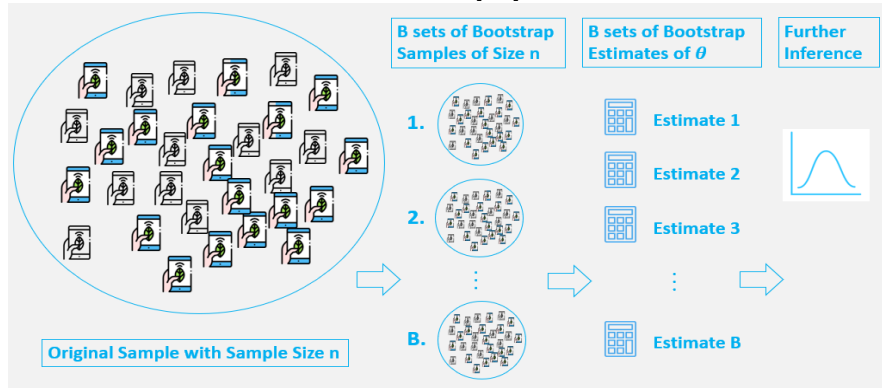 B sets of Bootstrap
Samples of Size n
B sets of Bootstrap
Estimates of θ
Further
Inference
1.
Estimate 1
Estimate 2
2.
Estimate 3
⋮
⋮
B.
Estimate B
Original Sample with Sample Size n